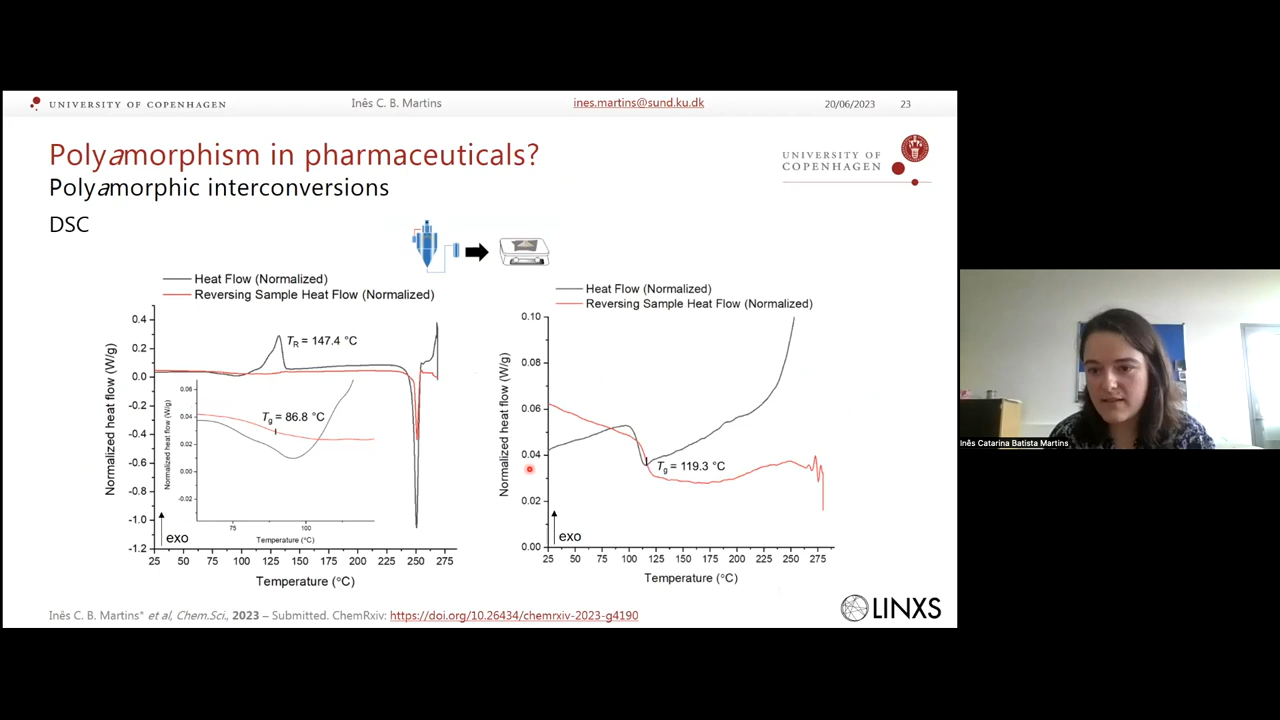 UNIVERSITY OF COPENHAGEN
Inês C. B. Martins
ines.martins@sund.ku.dk
20/06/2023
23
Polyamorphism in pharmaceuticals?
Polyamorphic interconversions
DSC
UNIVERSITY OF
COPENHAGEN
Heat Flow (Normalized)
Reversing Sample Heat Flow (Normalized)
Normalized heat flow (W/g)
0.4
0.2
0.0
-0.2
-0.4
-0.6
-0.8
-1.0
-1.2
TR = 147.4 °C
Normalized heat flow (W/g)
0.06
0.04
0.02
0.00
-0.02
Tg = 86.8 °C
75 100
Temperature (°C)
exo
25 50 75 100 125 150 175 200 225 250 275
Temperature (°C)
Heat Flow (Normalized)
Reversing Sample Heat Flow (Normalized)
Normalized heat flow (W/g)
0.10
0.08
0.06
0.04
0.02
0.00
Tg = 119.3 °C
exo
25 50 75 100 125 150 175 200 225 250 275
Temperature (°C)
Inês C. B. Martins* et al, Chem.Sci., 2023 – Submitted. ChemRxiv: https://doi.org/10.26434/chemrxiv-2023-g4190
LINXS
Inês Catarina Batista Martins